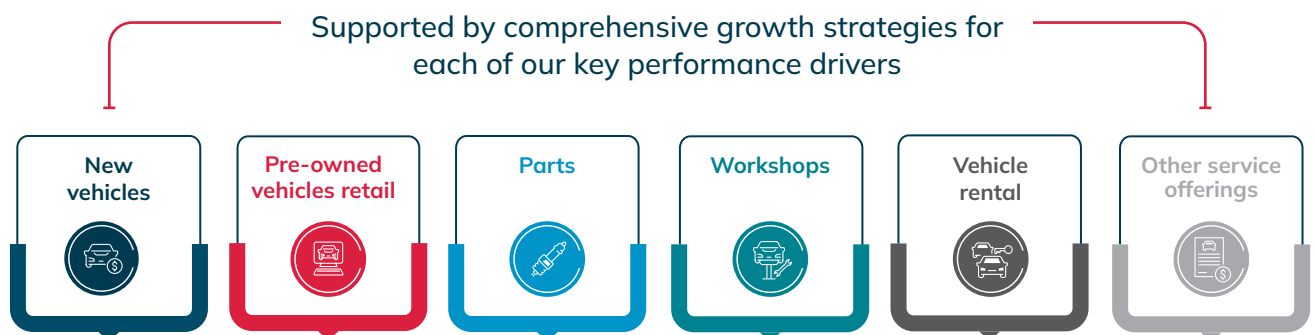 Supported by comprehensive growth strategies for
each of our key performance drivers
New
vehicles
Pre-owned
vehicles retail
Parts
Workshops
Vehicle
rental
Other service
offerings
$
$